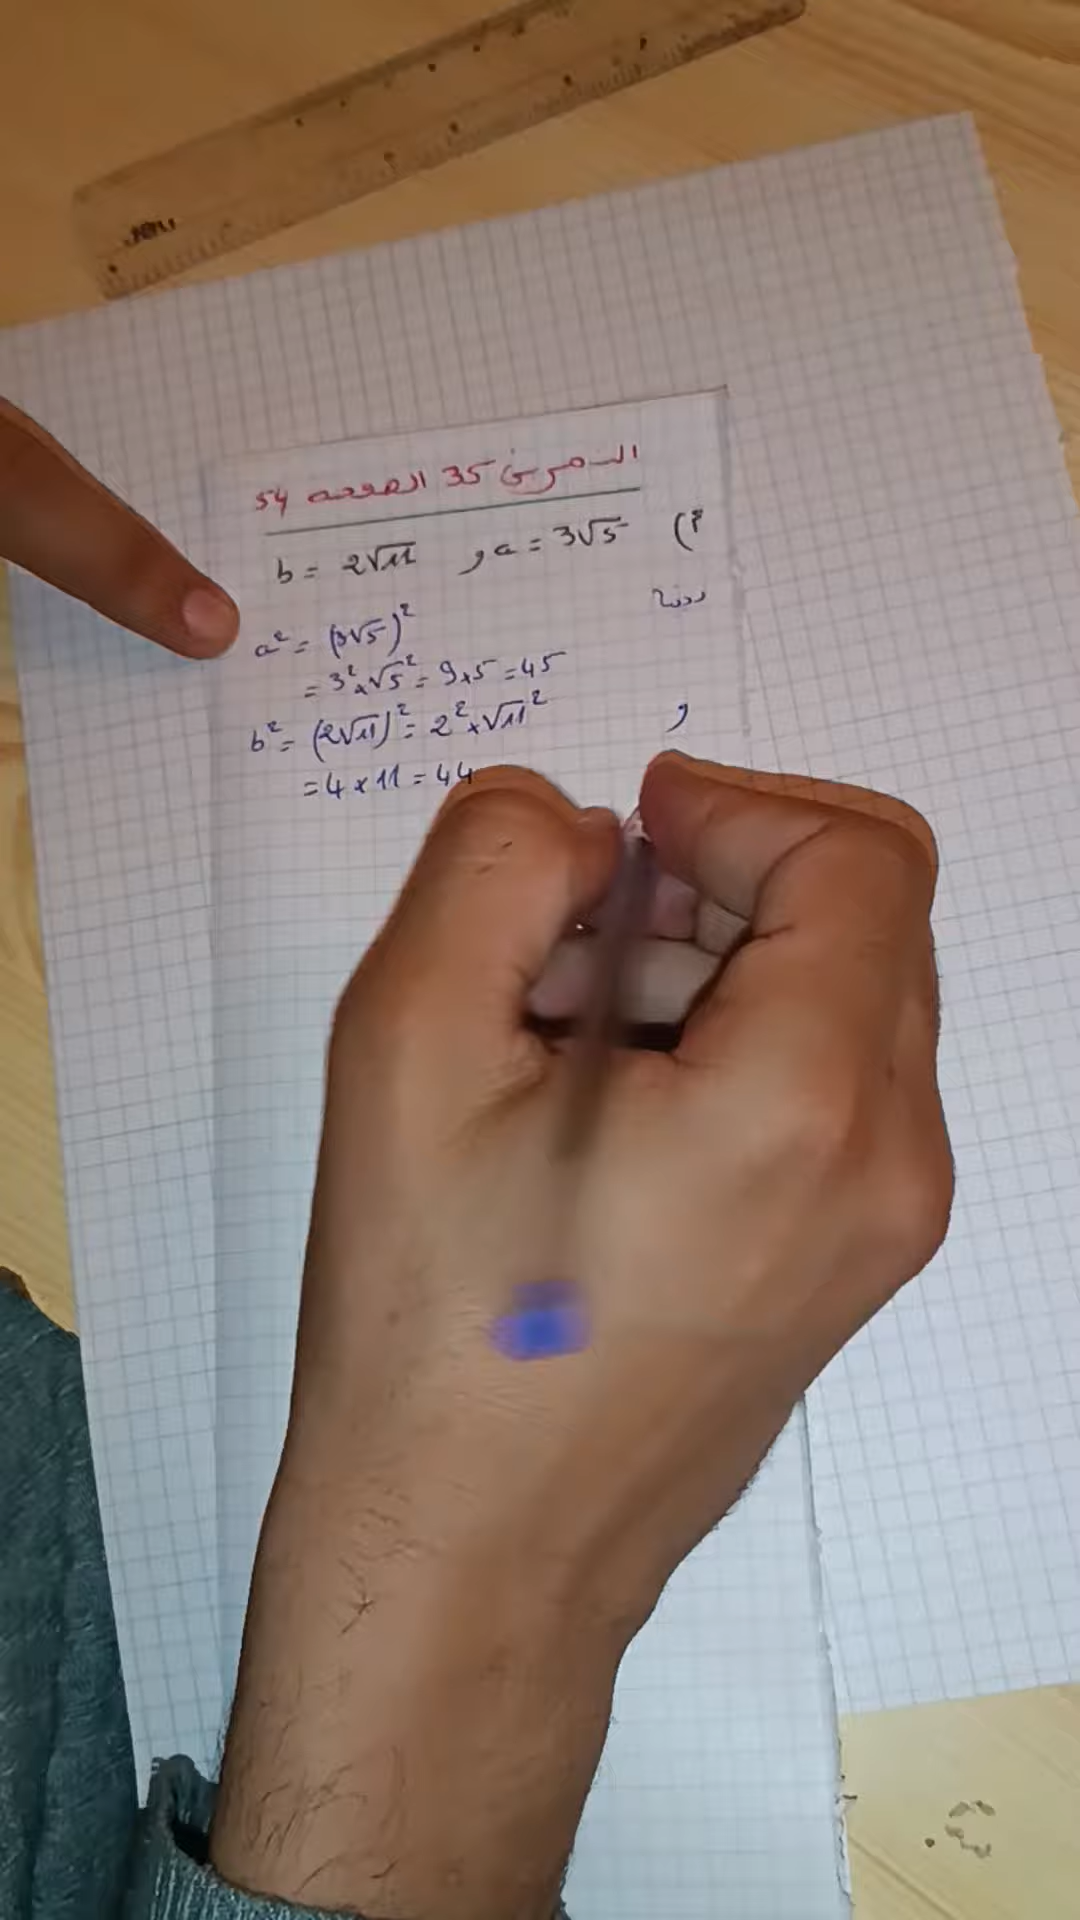 التمرين 35 الصفحة 54
أ) a = 3√5 و b = 2√11
لدينا
a² = (3√5)²
= 3² × √5² = 9 × 5 = 45
و b² = (2√11)² = 2² × √11²
= 4 × 11 = 44